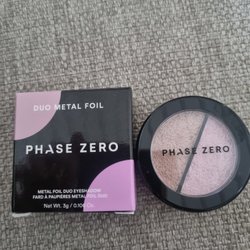 DUO METAL FOIL
PHASE ZERO
METAL FOIL DUO EYESHADOW
FARD À PAUPIÈRES METAL FOIL DUO
Net Wt. 3g / 0.106 Oz.
PHASE ZERO